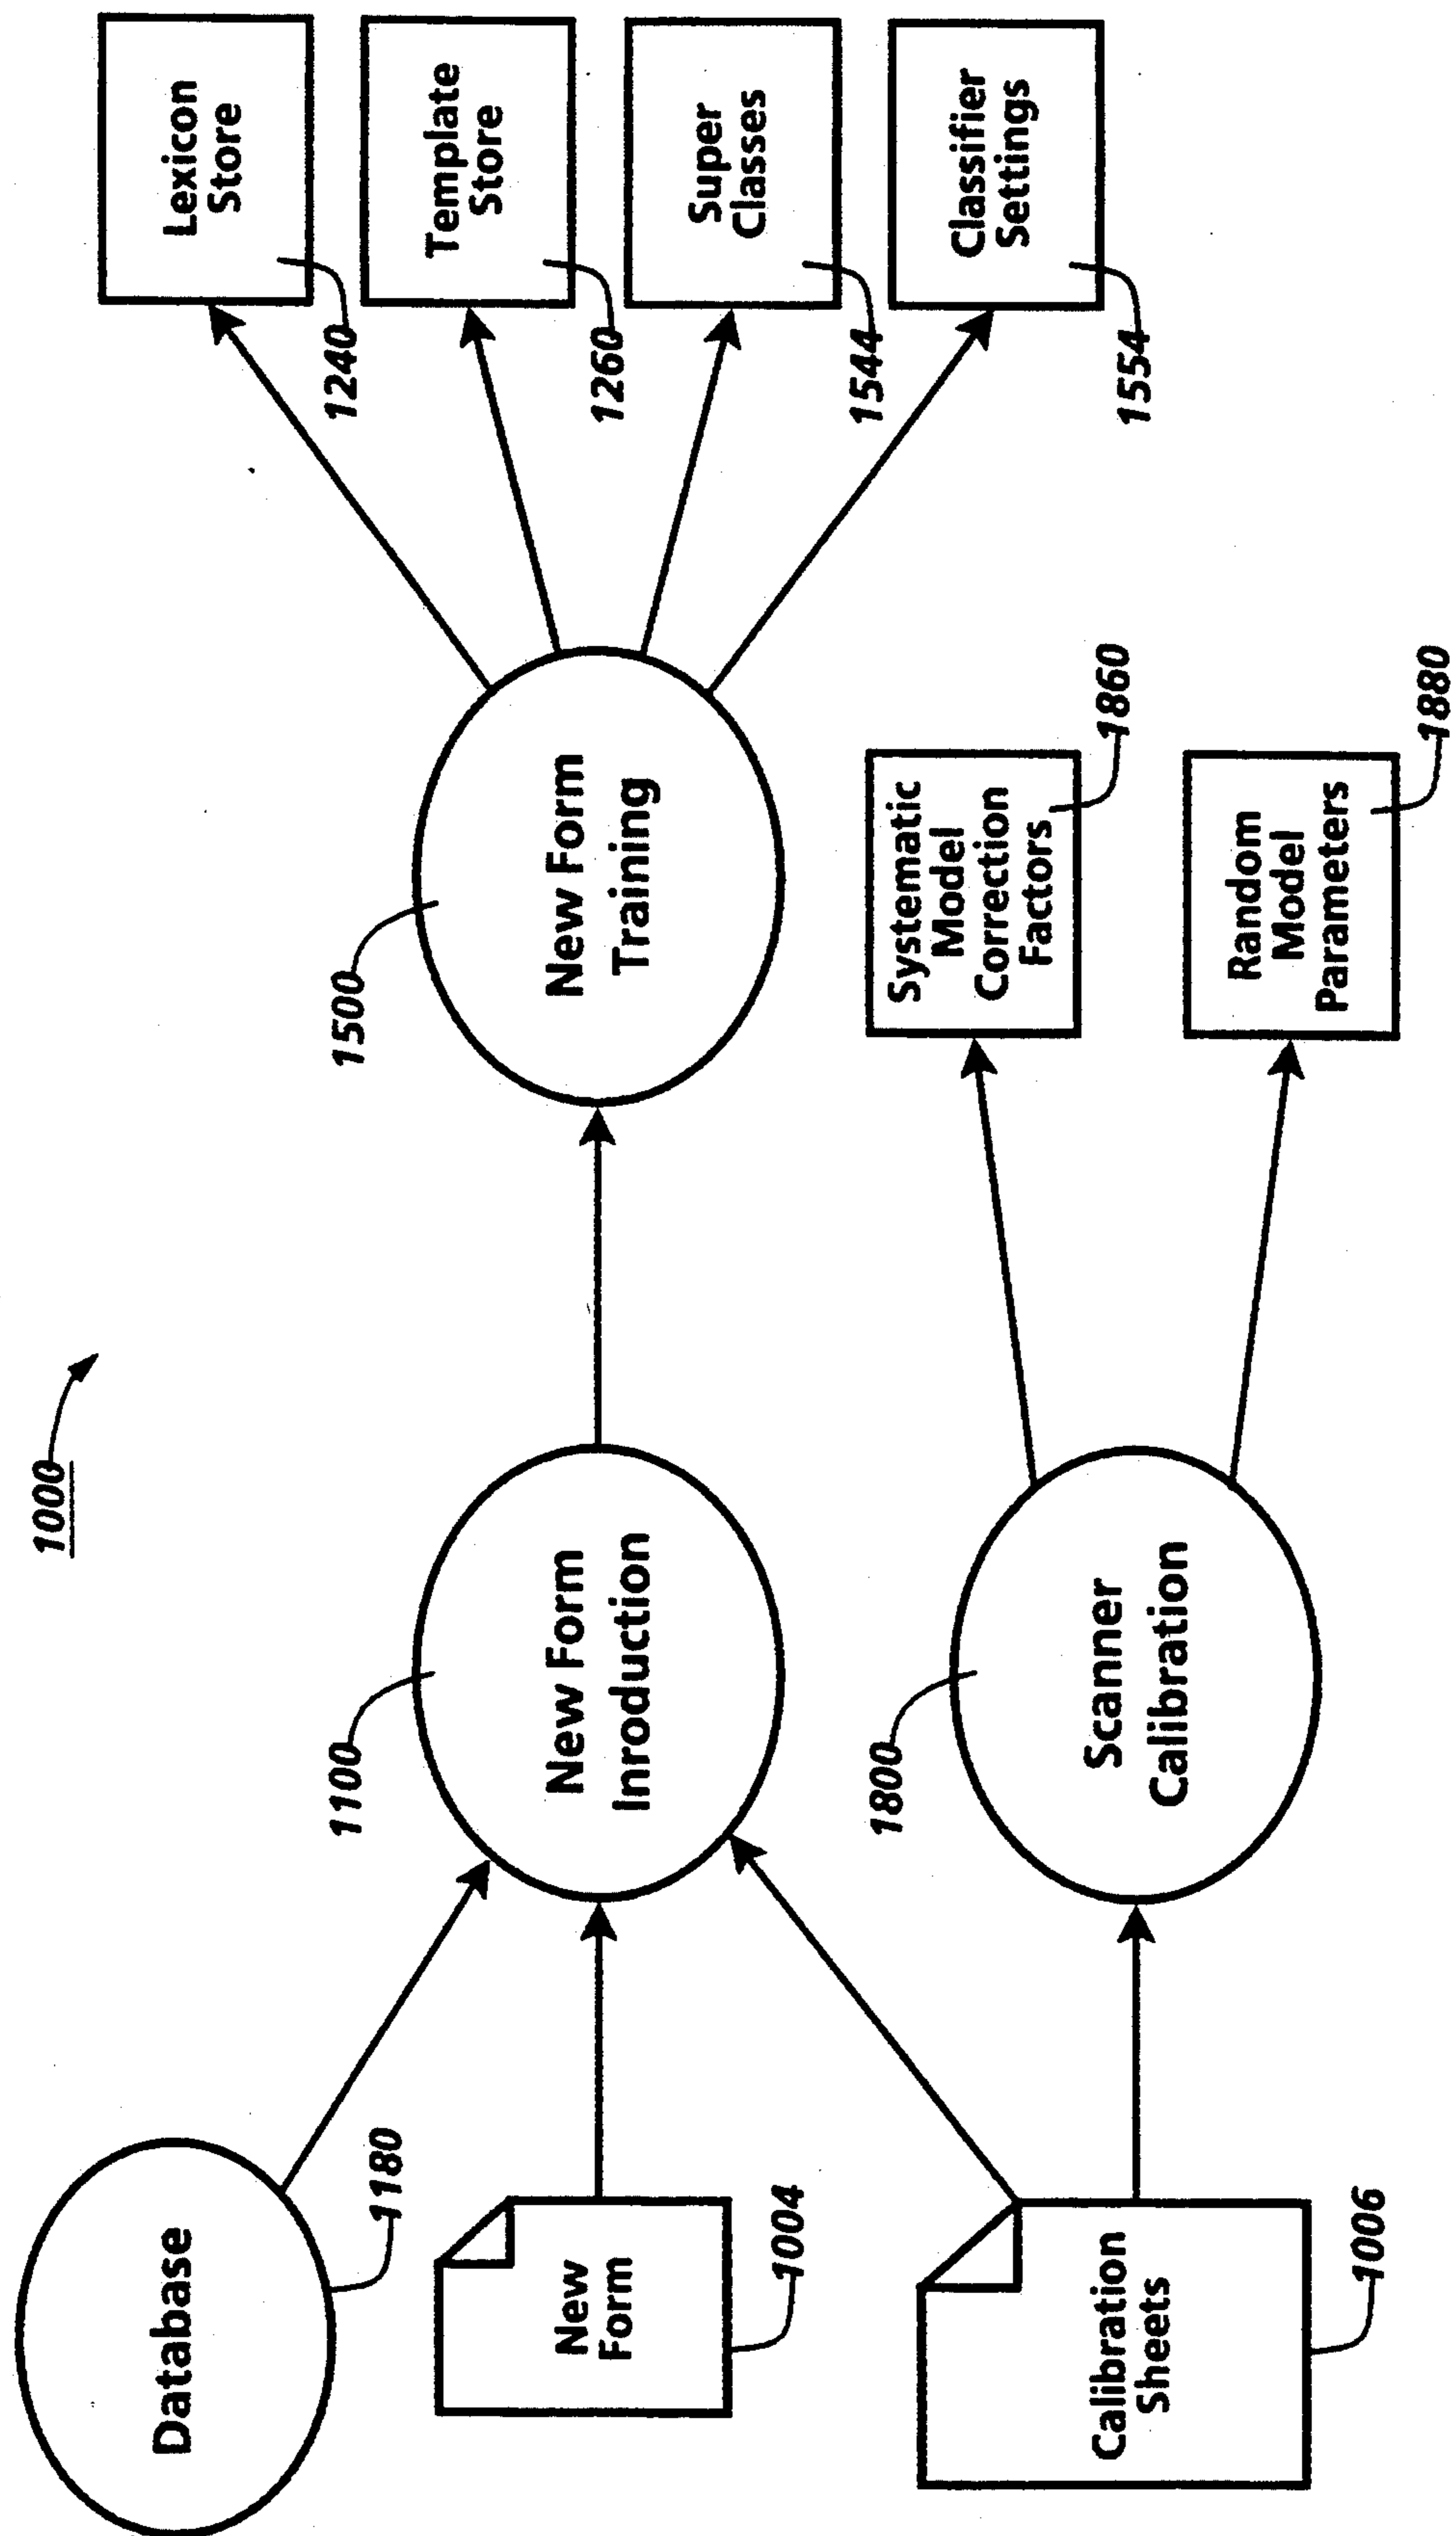 1000
Database
1180
New
Form
1004
Calibration
Sheets
1006
New Form
Inroduction
1100
Scanner
Calibration
1800
New Form
Training
1500
Systematic
Model
Correction
Factors
1860
Random
Model
Parameters
1880
Lexicon
Store
1240
Template
Store
1260
Super
Classes
1544
Classifier
Settings
1554